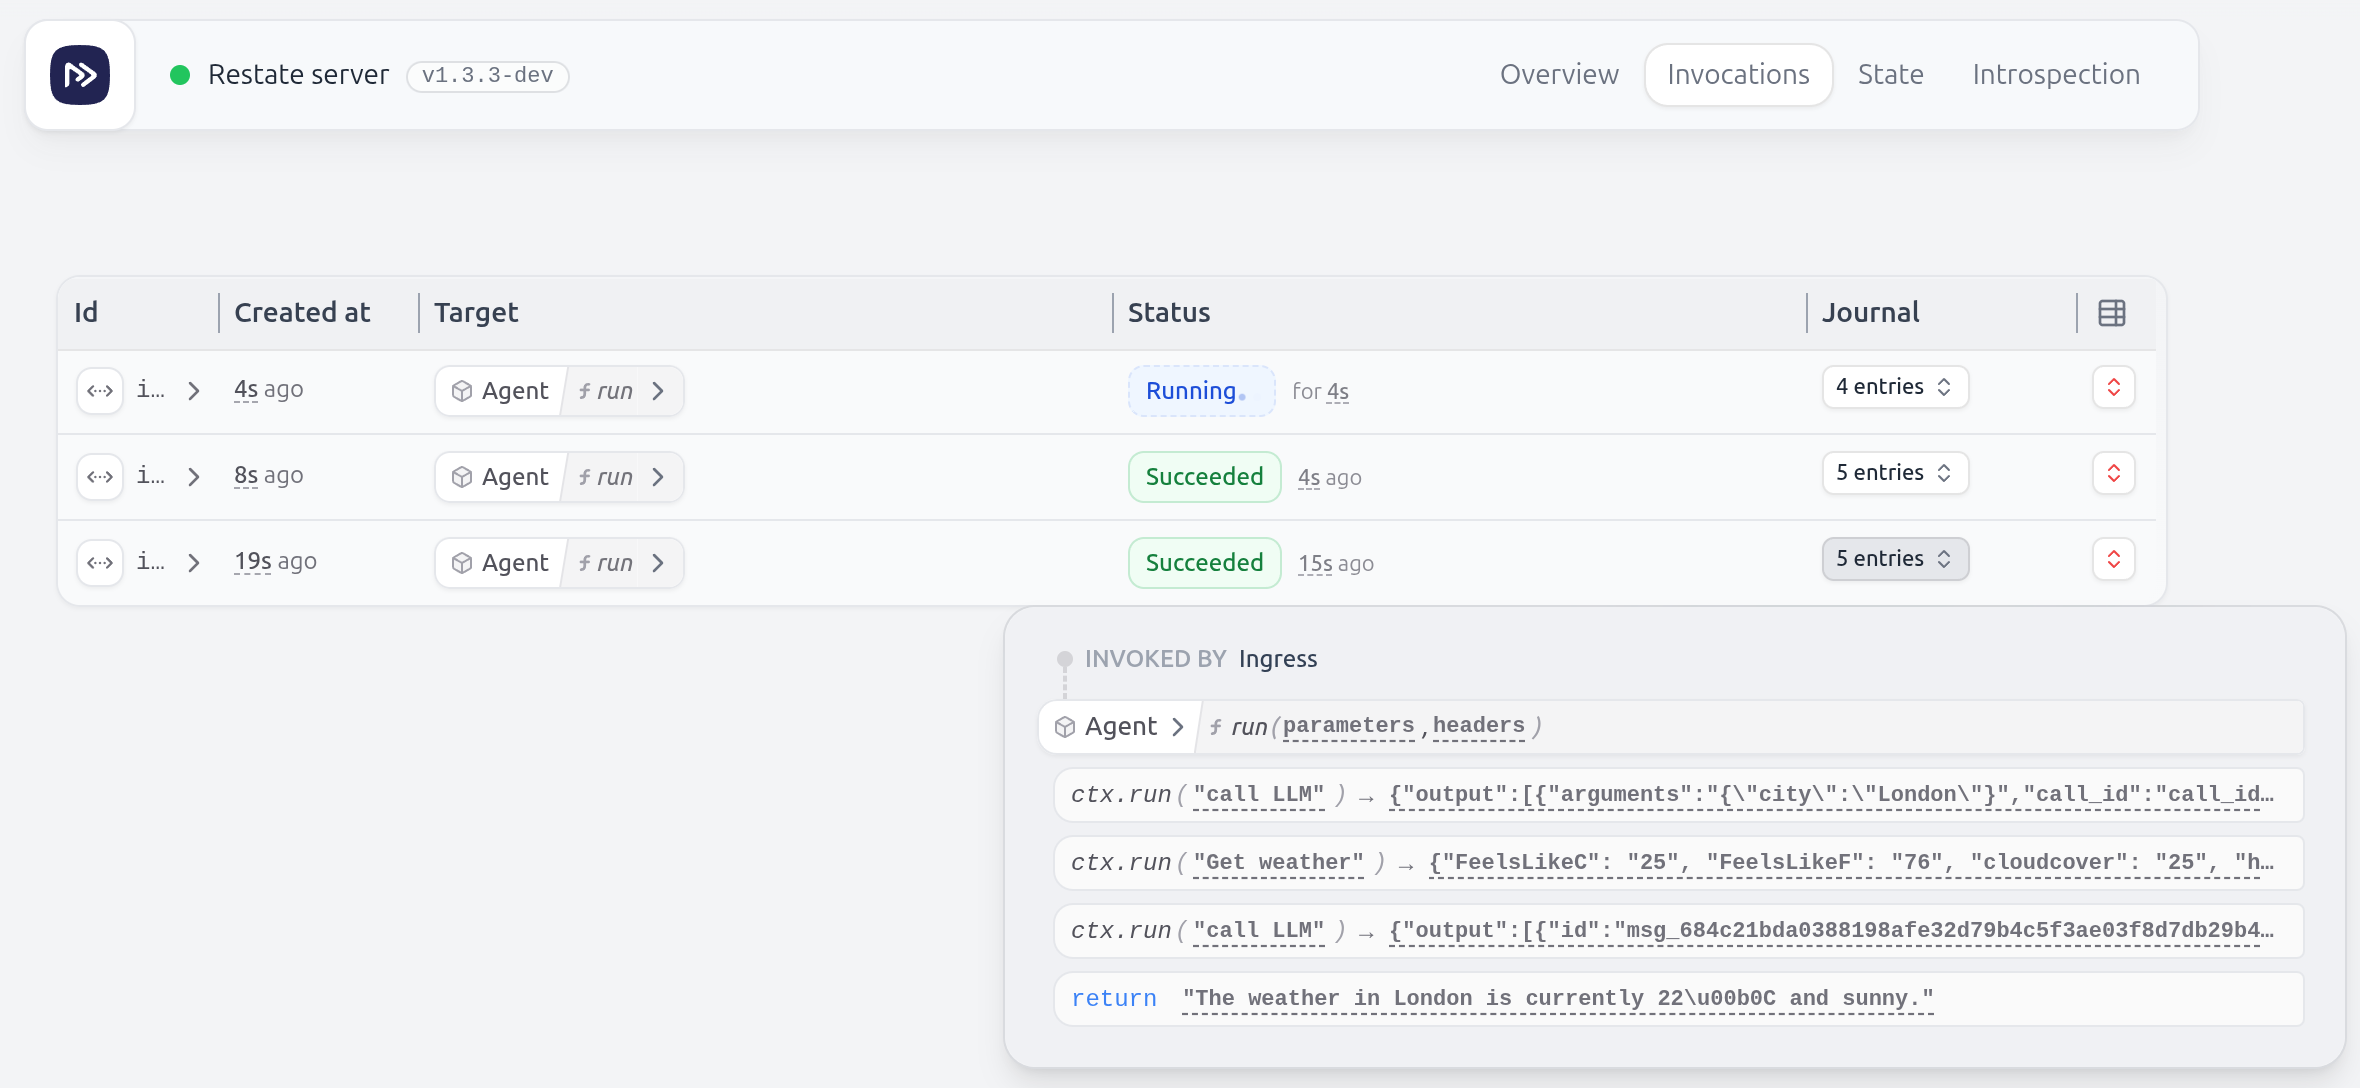 Restate server v1.3.3-dev Overview Invocations State Introspection
Id Created at Target Status Journal
i... 4s ago Agent run Running. for 4s 4 entries
i... 8s ago Agent run Succeeded 4s ago 5 entries
i... 19s ago Agent run Succeeded 15s ago 5 entries
INVOKED BY Ingress
Agent run(parameters,headers)
ctx.run("call LLM") → {"output":[{"arguments":"{\"city\":\"London\"}","call_id":"call_id…
ctx.run("Get weather") → {"FeelsLikeC": "25", "FeelsLikeF": "76", "cloudcover": "25", "h…
ctx.run("call LLM") → {"output":[{"id":"msg_684c21bda0388198afe32d79b4c5f3ae03f8d7db29b4…
return "The weather in London is currently 22\u00b0C and sunny."